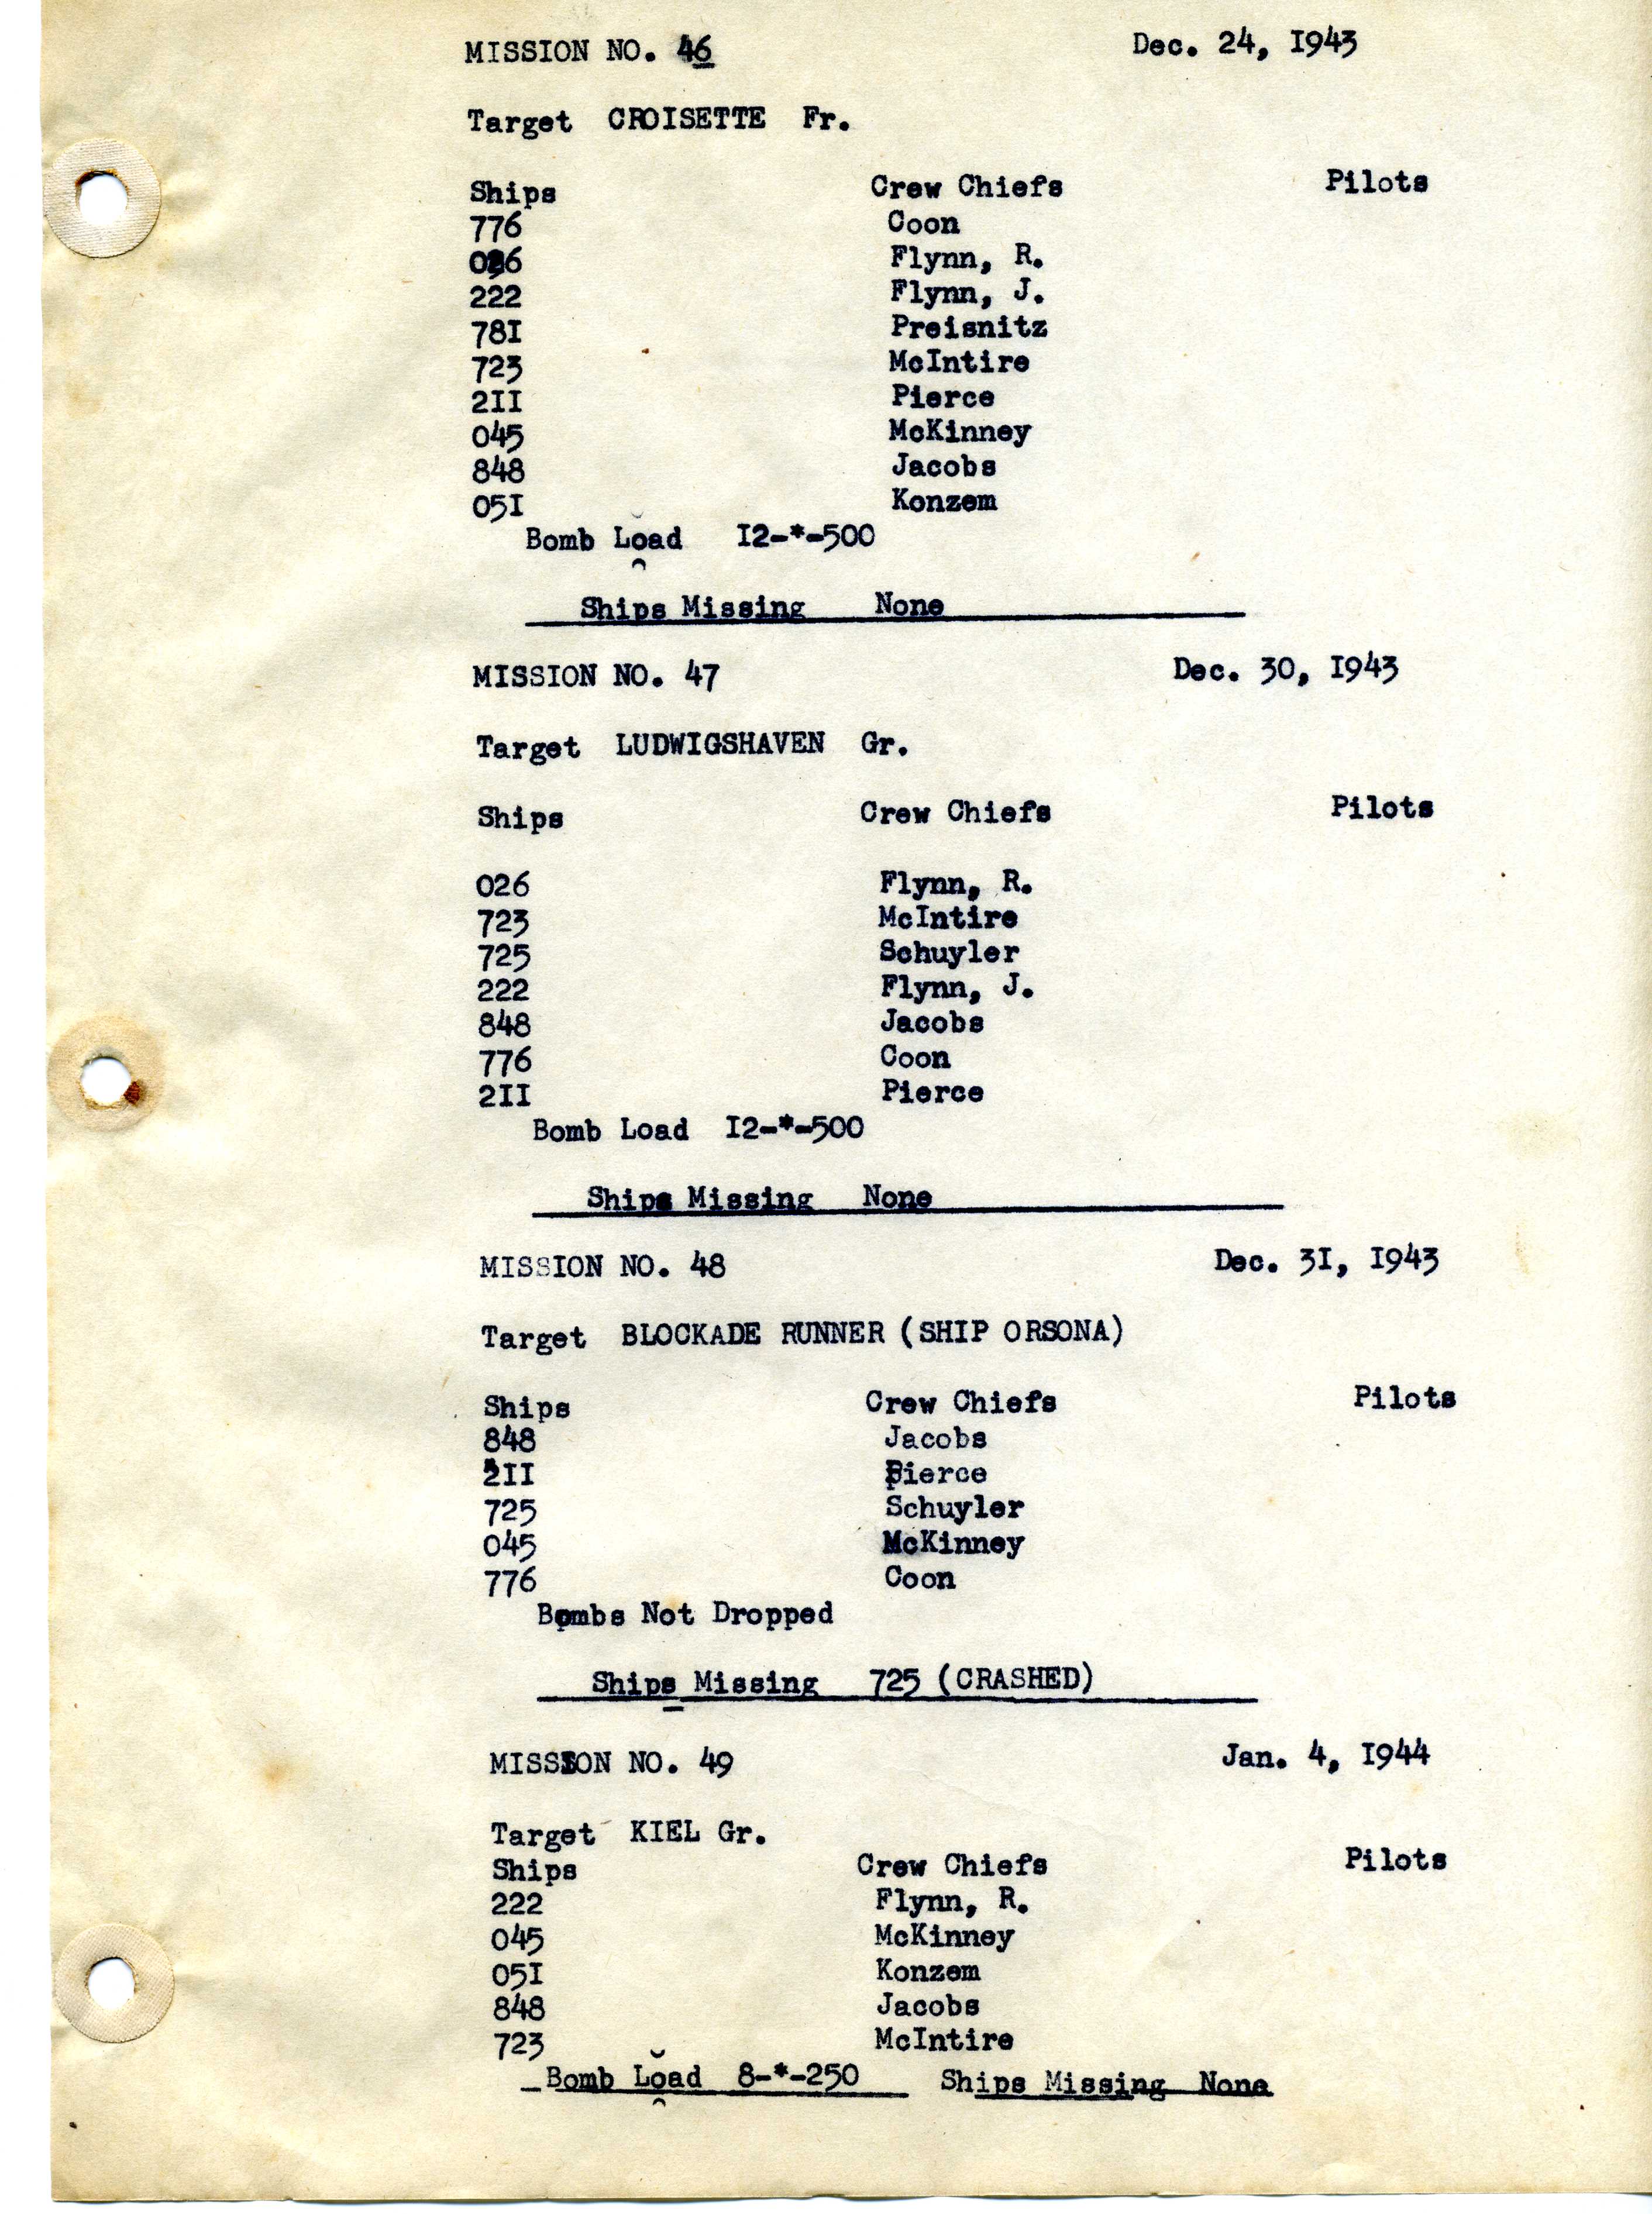 MISSION NO. 46 Dec. 24, I943
Target CROISETTE Fr.
Ships Crew Chiefs Pilots
776 Coon
026 Flynn, R.
222 Flynn, J.
78I Preisnitz
723 McIntire
2II Pierce
045 McKinney
848 Jacobs
05I Konzem
Bomb Load I2-*-500
Ships Missing None
MISSION NO. 47 Dec. 30, I943
Target LUDWIGSHAVEN Gr.
Ships Crew Chiefs Pilots
026 Flynn, R.
723 McIntire
725 Schuyler
222 Flynn, J.
848 Jacobs
776 Coon
2II Pierce
Bomb Load I2-*-500
Ships Missing None
MISSION NO. 48 Dec. 3I, I943
Target BLOCKADE RUNNER (SHIP ORSONA)
Ships Crew Chiefs Pilots
848 Jacobs
2II Pierce
725 Schuyler
045 McKinney
776 Coon
Bombs Not Dropped
Ships Missing 725 (CRASHED)
MISSION NO. 49 Jan. 4, I944
Target KIEL Gr.
Ships Crew Chiefs Pilots
222 Flynn, R.
045 McKinney
05I Konzem
848 Jacobs
723 McIntire
Bomb Load 8-*-250 Ships Missing None